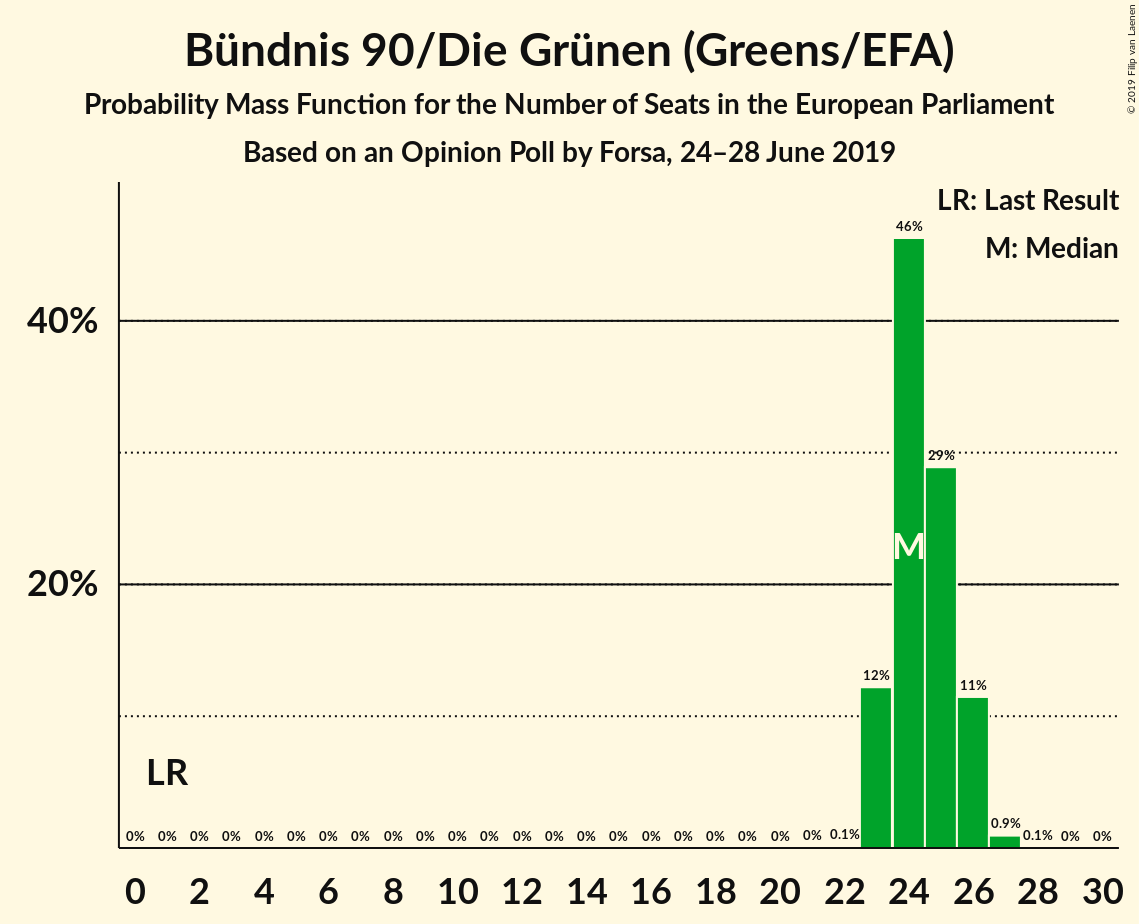 Bündnis 90/Die Grünen (Greens/EFA)
Probability Mass Function for the Number of Seats in the European Parliament
Based on an Opinion Poll by Forsa, 24–28 June 2019
© 2019 Filip van Laenen
LR: Last Result
M: Median
46%
40%
29%
M
20%
12%
11%
LR
0% 0% 0% 0% 0% 0% 0% 0% 0% 0% 0% 0% 0% 0% 0% 0% 0% 0% 0% 0% 0% 0% 0.1% 0.9% 0.1% 0% 0%
0 2 4 6 8 10 12 14 16 18 20 22 24 26 28 30